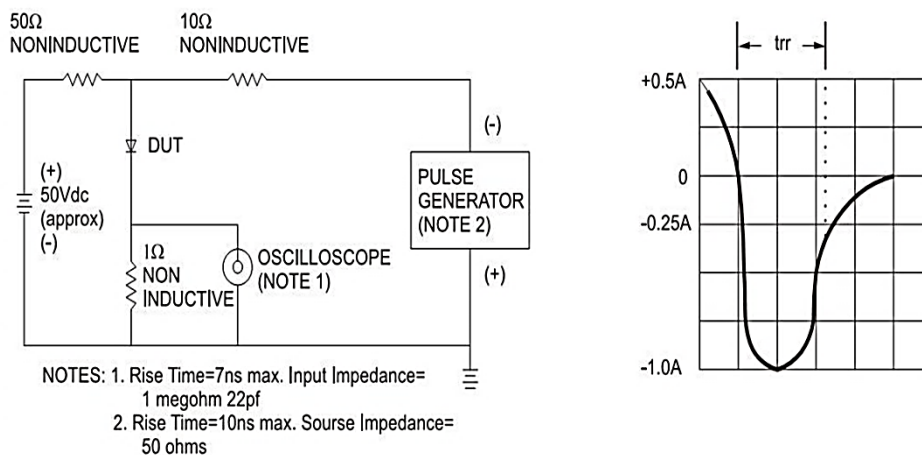 50Ω
NONINDUCTIVE
10Ω
NONINDUCTIVE
DUT
(+)
50Vdc
(approx)
(-)
1Ω
NON
INDUCTIVE
OSCILLOSCOPE
(NOTE 1)
(-)
PULSE
GENERATOR
(NOTE 2)
(+)
NOTES: 1. Rise Time=7ns max. Input Impedance=
1 megohm 22pf
2. Rise Time=10ns max. Sourse Impedance=
50 ohms
trr
+0.5A
0
-0.25A
-1.0A